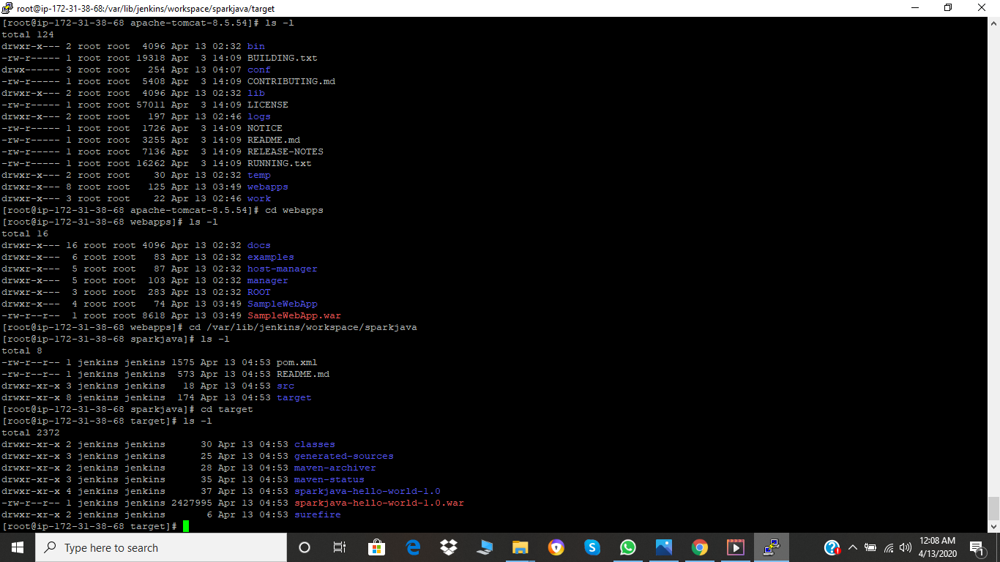 root@ip-172-31-38-68:/var/lib/jenkins/workspace/sparkjava/target
[root@ip-172-31-38-68 apache-tomcat-8.5.54]# ls -l
total 124
drwxr-x--- 2 root root  4096 Apr 13 02:32 bin
-rw-r----- 1 root root 19318 Apr  3 14:09 BUILDING.txt
drwx------ 3 root root   254 Apr 13 04:07 conf
-rw-r----- 1 root root  5408 Apr  3 14:09 CONTRIBUTING.md
drwxr-x--- 2 root root  4096 Apr 13 02:32 lib
-rw-r----- 1 root root 57011 Apr  3 14:09 LICENSE
drwxr-x--- 2 root root   197 Apr 13 02:46 logs
-rw-r----- 1 root root  1726 Apr  3 14:09 NOTICE
-rw-r----- 1 root root  3255 Apr  3 14:09 README.md
-rw-r----- 1 root root  7136 Apr  3 14:09 RELEASE-NOTES
-rw-r----- 1 root root 16262 Apr  3 14:09 RUNNING.txt
drwxr-x--- 2 root root    30 Apr 13 02:32 temp
drwxr-x--- 8 root root   125 Apr 13 03:49 webapps
drwxr-x--- 3 root root    22 Apr 13 02:46 work
[root@ip-172-31-38-68 apache-tomcat-8.5.54]# cd webapps
[root@ip-172-31-38-68 webapps]# ls -l
total 16
drwxr-x--- 16 root root 4096 Apr 13 02:32 docs
drwxr-x---  6 root root   83 Apr 13 02:32 examples
drwxr-x---  5 root root   87 Apr 13 02:32 host-manager
drwxr-x---  5 root root  103 Apr 13 02:32 manager
drwxr-x---  3 root root  283 Apr 13 02:32 ROOT
drwxr-x---  4 root root   74 Apr 13 03:49 SampleWebApp
-rw-r--r--  1 root root 8618 Apr 13 03:49 SampleWebApp.war
[root@ip-172-31-38-68 webapps]# cd /var/lib/jenkins/workspace/sparkjava
[root@ip-172-31-38-68 sparkjava]# ls -l
total 8
-rw-r--r-- 1 jenkins jenkins 1575 Apr 13 04:53 pom.xml
-rw-r--r-- 1 jenkins jenkins  573 Apr 13 04:53 README.md
drwxr-xr-x 3 jenkins jenkins   18 Apr 13 04:53 src
drwxr-xr-x 8 jenkins jenkins  174 Apr 13 04:53 target
[root@ip-172-31-38-68 sparkjava]# cd target
[root@ip-172-31-38-68 target]# ls -l
total 2372
drwxr-xr-x 2 jenkins jenkins      30 Apr 13 04:53 classes
drwxr-xr-x 3 jenkins jenkins      25 Apr 13 04:53 generated-sources
drwxr-xr-x 2 jenkins jenkins      28 Apr 13 04:53 maven-archiver
drwxr-xr-x 3 jenkins jenkins      35 Apr 13 04:53 maven-status
drwxr-xr-x 4 jenkins jenkins      37 Apr 13 04:53 sparkjava-hello-world-1.0
-rw-r--r-- 1 jenkins jenkins 2427995 Apr 13 04:53 sparkjava-hello-world-1.0.war
drwxr-xr-x 2 jenkins jenkins       6 Apr 13 04:53 surefire
[root@ip-172-31-38-68 target]#
Type here to search
12:08 AM
4/13/2020
1